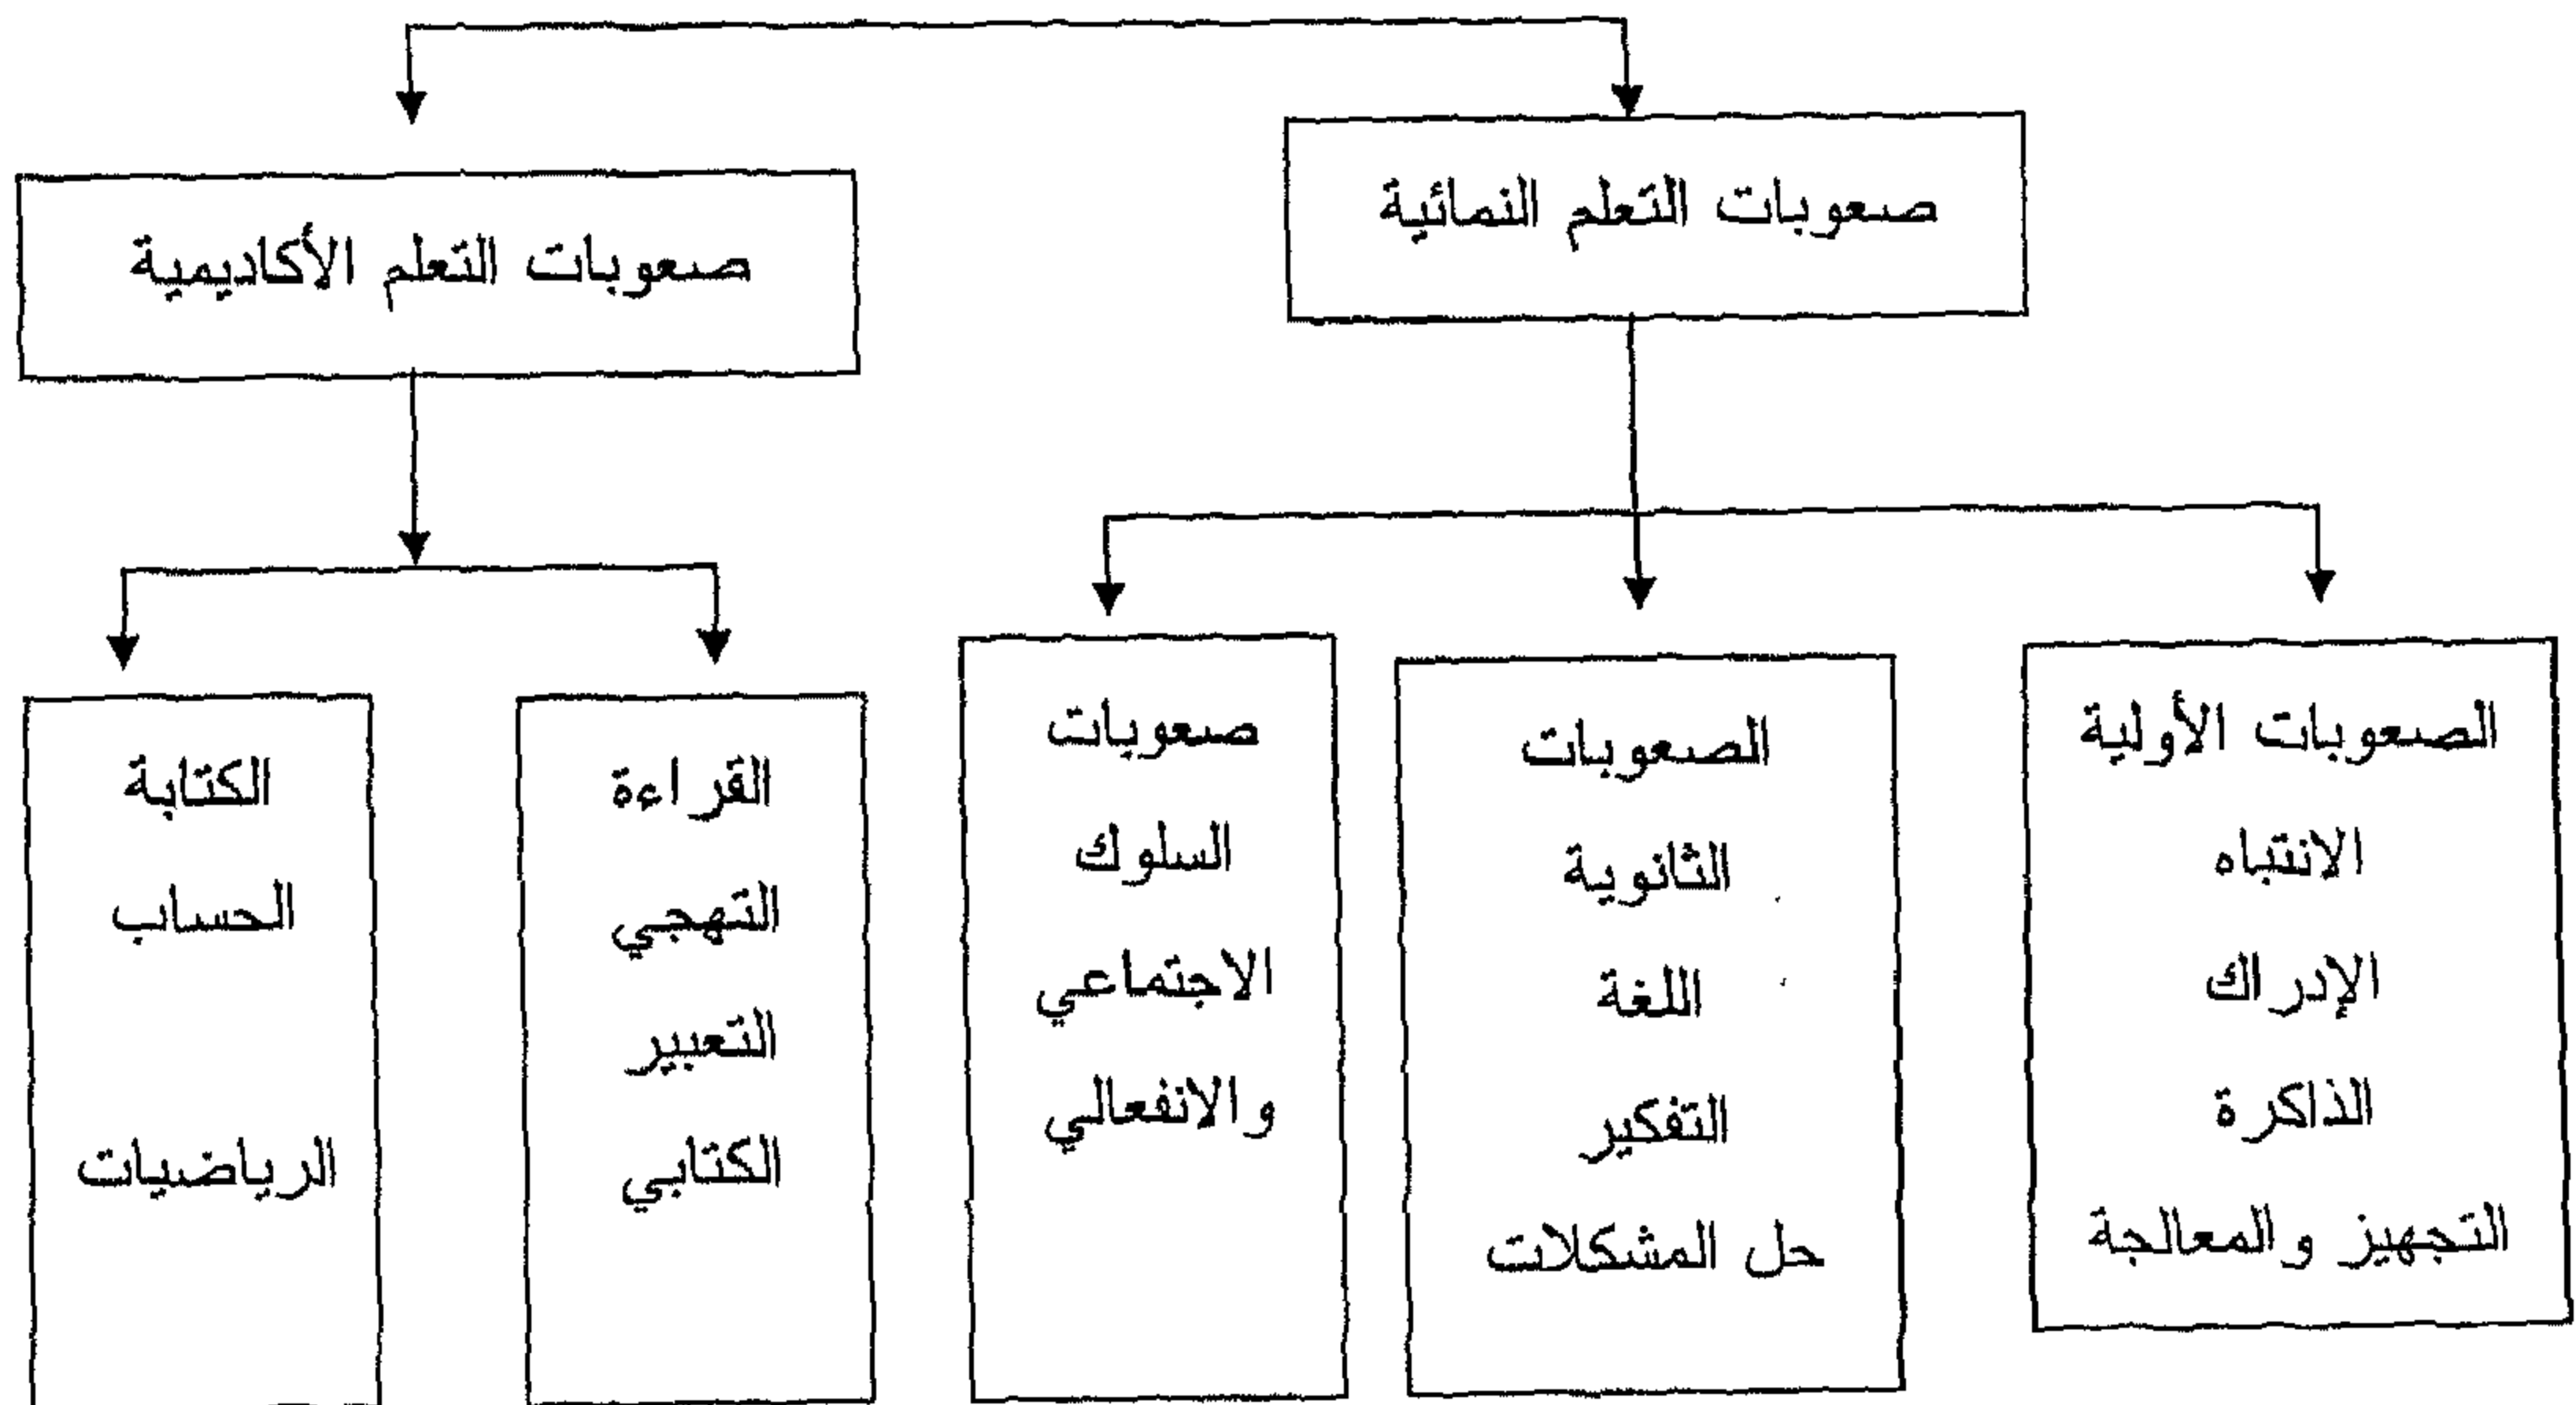 صعوبات التعلم النمائية
صعوبات التعلم الأكاديمية
الصعوبات الأولية
الانتباه
الإدراك
الذاكرة
التجهيز والمعالجة
الصعوبات
الثانوية
اللغة
التفكير
حل المشكلات
صعوبات
السلوك
الاجتماعي
والانفعالي
القراءة
التهجي
التعبير
الكتابي
الكتابة
الحساب
الرياضيات